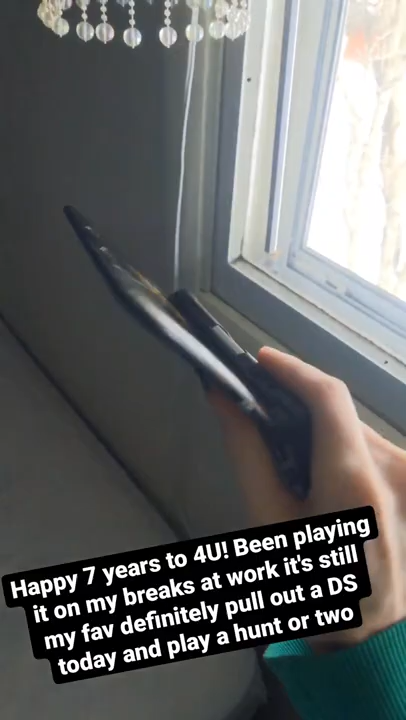 Happy 7 years to 4U! Been playing
it on my breaks at work it's still
my fav definitely pull out a DS
today and play a hunt or two